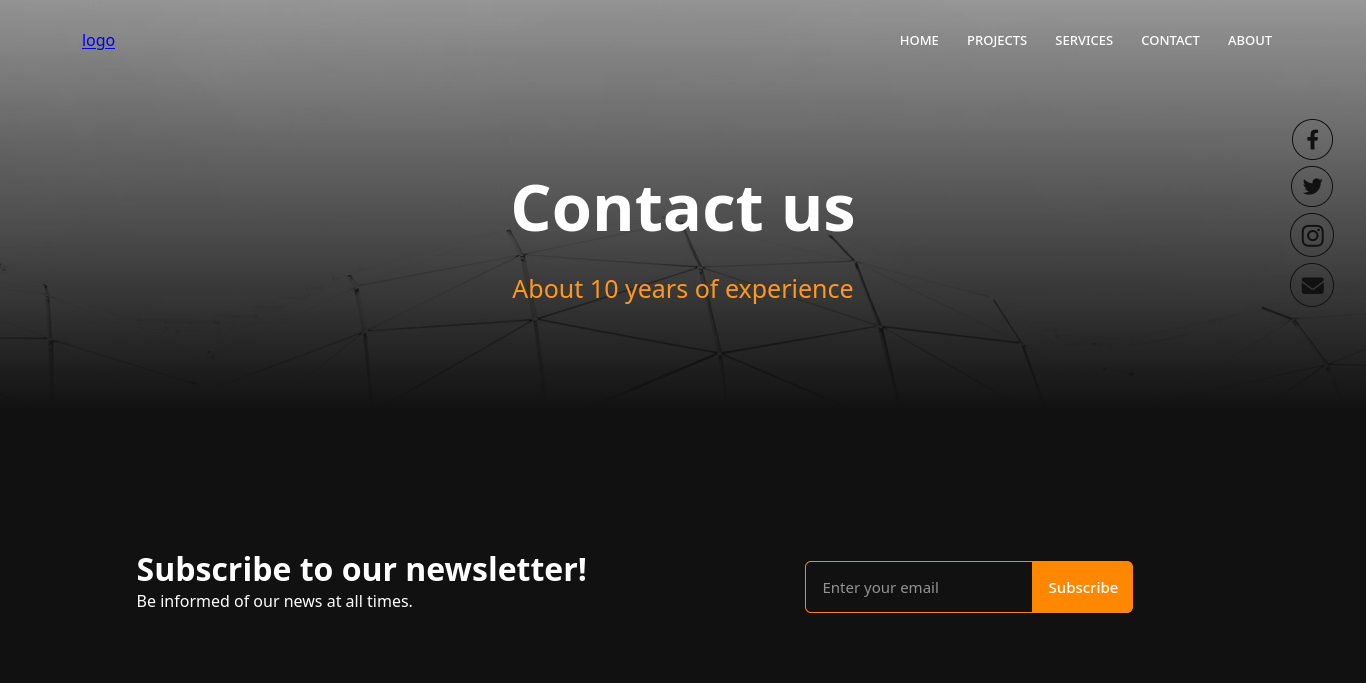 logo
HOME PROJECTS SERVICES CONTACT ABOUT
Contact us
About 10 years of experience
Subscribe to our newsletter!
Be informed of our news at all times.
Enter your email Subscribe